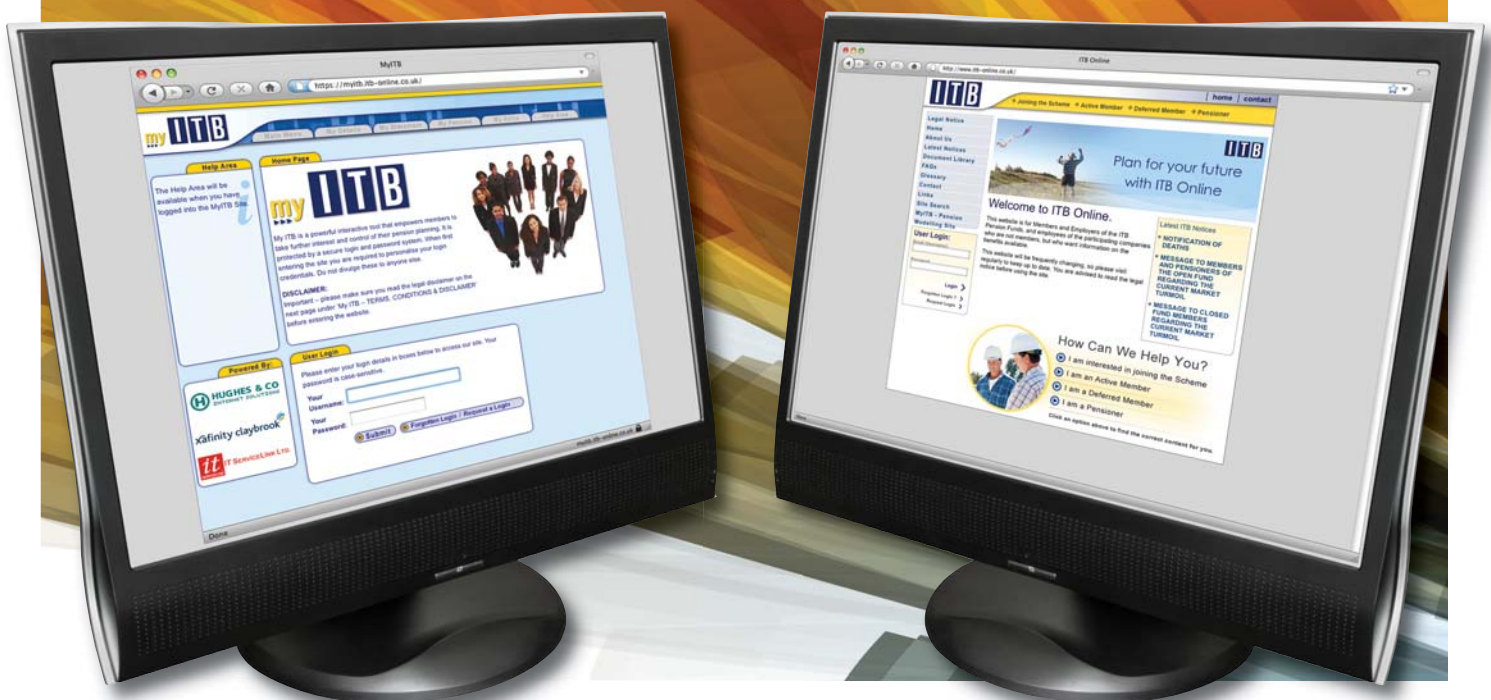 MyITB
https://myitb.itb-online.co.uk/
my ITB
Main Menu
My Details
My Pension
Help Area
Help Area
The Help Area will be
available when you have
logged into the MyITB Site.
Home Page
my ITB
My ITB is a powerful interactive tool that empowers members to
take further interest and control of their pension planning. It is
protected by a secure login and password system. When first
entering the site you are required to personalise your login
credentials. Do not divulge these to anyone else.
DISCLAIMER:
Important – please make sure you read the legal disclaimer on the
next page under 'My ITB – TERMS, CONDITIONS & DISCLAIMER'
before entering the website.
Powered By:
HUGHES & CO
INTERNET SOLUTIONS
xafinity claybrook
it IT SERVICELINK LTD.
User Login
Please enter your login details in boxes below to access our site. Your
password is case-sensitive.
Your
Username:
Your
Password:
Submit
Forgotten Login / Request a Login
myitb.itb-online.co.uk
Done
ITB Online
http://www.itb-online.co.uk/
ITB
home contact
Joining the Scheme Active Member Deferred Member Pensioner
Legal Notice
Home
About Us
Latest Notices
Document Library
FAQs
Glossary
Contact
Links
Site Search
MyITB - Pension
Modelling Site
User Login:
Login
Forgotten Login ?
Request Login
ITB
Plan for your future
with ITB Online
Welcome to ITB Online.
This website is for Members and Employers of the ITB
Pension Funds, and employees of the participating companies
who are not members, but who want information on the
benefits available.
This website will be frequently changing, so please visit
regularly to keep up to date. You are advised to read the legal
notice before using the site.
Latest ITB Notices
NOTIFICATION OF
DEATHS
MESSAGE TO MEMBERS
AND PENSIONERS OF
THE OPEN FUND
REGARDING THE
CURRENT MARKET
TURMOIL
MESSAGE TO CLOSED
FUND MEMBERS
REGARDING THE
CURRENT MARKET
TURMOIL
How Can We Help You?
I am interested in joining the Scheme
I am an Active Member
I am a Deferred Member
I am a Pensioner
Click an option above to find the correct content for you.
Done